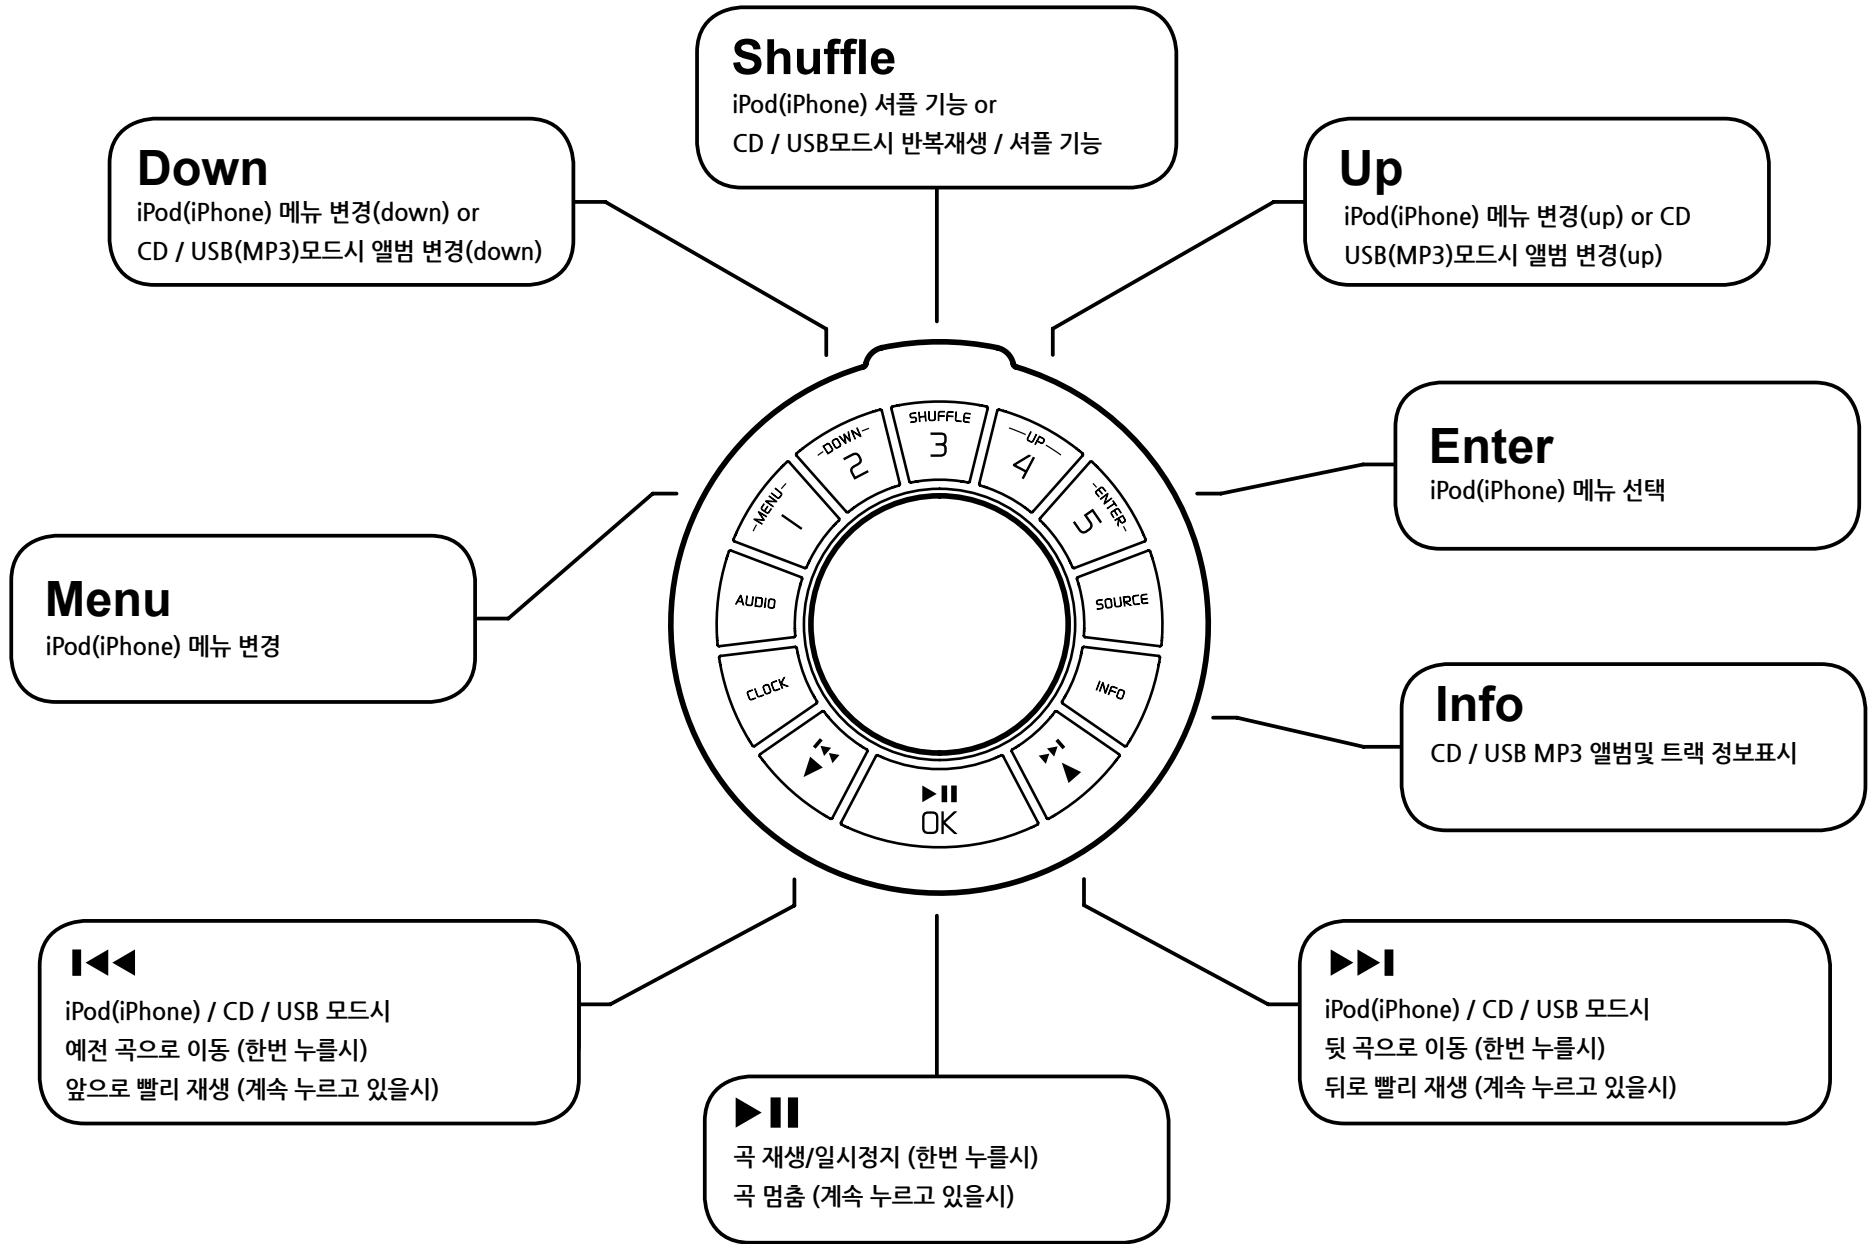 Shuffle
iPod(iPhone) 셔플 기능 or
CD / USB모드시 반복재생 / 셔플 기능
Down
iPod(iPhone) 메뉴 변경(down) or
CD / USB(MP3)모드시 앨범 변경(down)
Up
iPod(iPhone) 메뉴 변경(up) or CD
USB(MP3)모드시 앨범 변경(up)
Enter
iPod(iPhone) 메뉴 선택
Menu
iPod(iPhone) 메뉴 변경
Info
CD / USB MP3 앨범및 트랙 정보표시
-MENU-
1
-DOWN-
2
SHUFFLE
3
-UP-
4
-ENTER-
5
AUDIO
SOURCE
CLOCK
INFO
OK
iPod(iPhone) / CD / USB 모드시
예전 곡으로 이동 (한번 누를시)
앞으로 빨리 재생 (계속 누르고 있을시)
iPod(iPhone) / CD / USB 모드시
뒷 곡으로 이동 (한번 누를시)
뒤로 빨리 재생 (계속 누르고 있을시)
곡 재생/일시정지 (한번 누를시)
곡 멈춤 (계속 누르고 있을시)